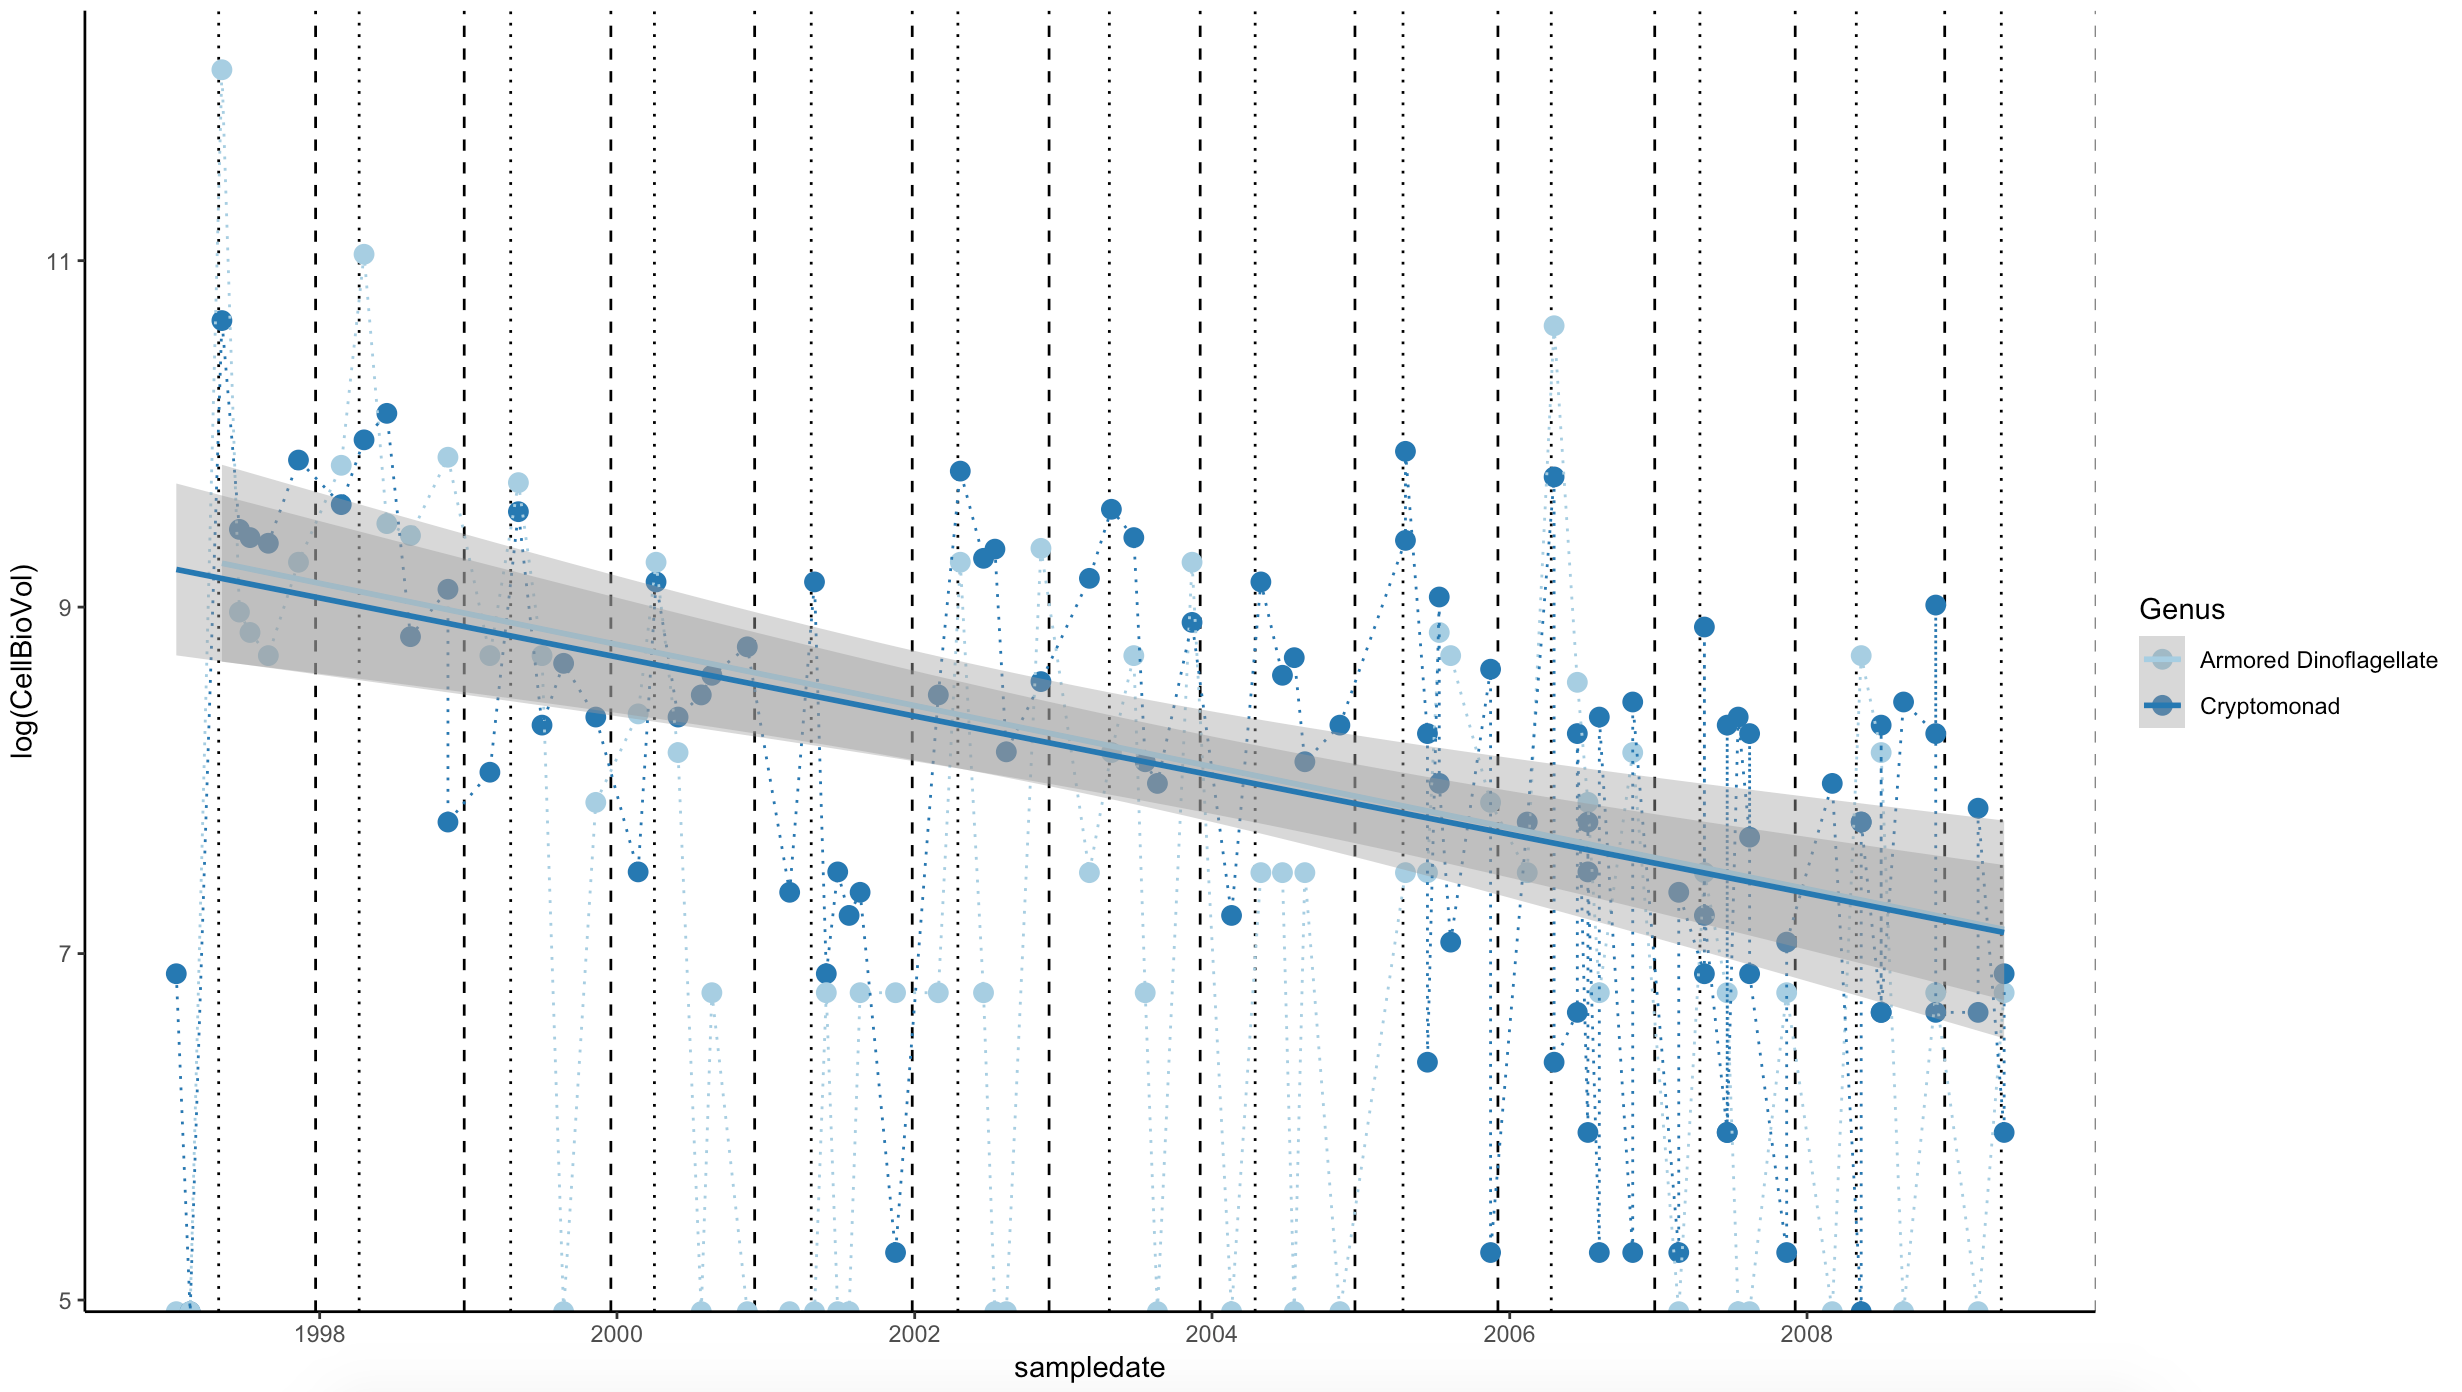 log(CellBioVol)
11
9
7
5
1998 2000 2002 2004 2006 2008
sampledate
Genus
Armored Dinoflagellate
Cryptomonad